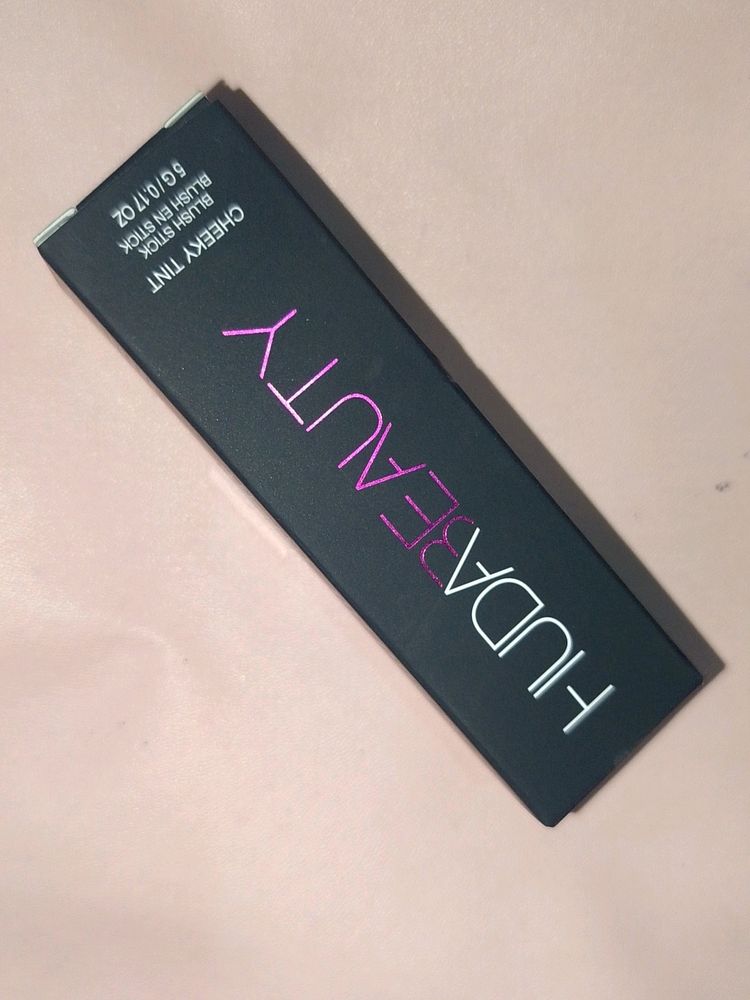 HUDABEAUTY
CHEEKY TINT
BLUSH STICK
BLUSH EN STICK
5 G / 0.17 OZ